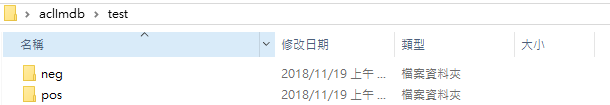 aclImdb › test
名稱 修改日期 類型 大小
neg 2018/11/19 上午 ... 檔案資料夾
pos 2018/11/19 上午 ... 檔案資料夾